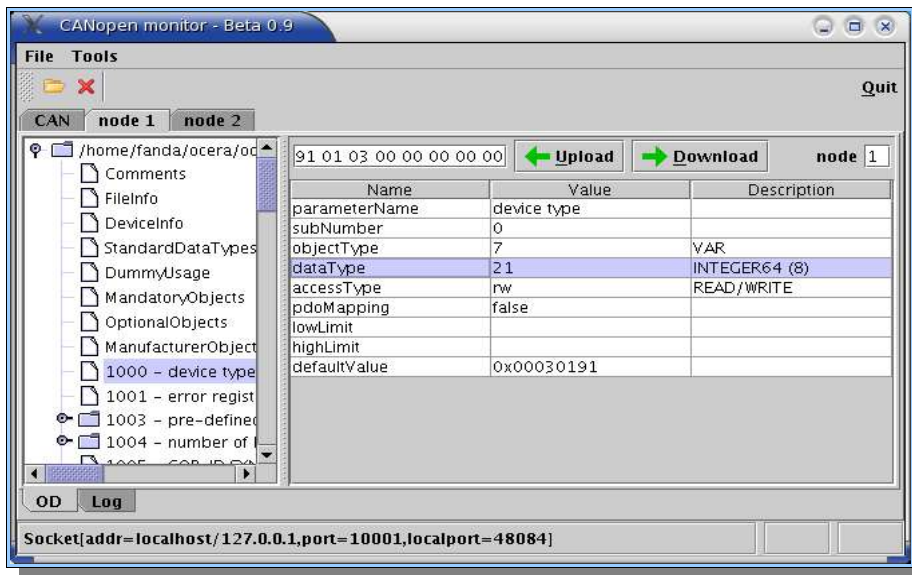 CANopen monitor - Beta 0.9
File Tools
Quit
CAN node 1 node 2
/home/fanda/ocera/oc
Comments
FileInfo
DeviceInfo
StandardDataTypes
DummyUsage
MandatoryObjects
OptionalObjects
ManufacturerObject
1000 - device type
1001 - error regist
1003 - pre-defined
1004 - number of
91 01 03 00 00 00 00 00 Upload Download node 1
Name Value Description
parameterName device type
subNumber 0
objectType 7 VAR
dataType 21 INTEGER64 (8)
accessType rw READ/WRITE
pdoMapping false
lowLimit
highLimit
defaultValue 0x00030191
OD Log
Socket[addr=localhost/127.0.0.1,port=10001,localport=48084]